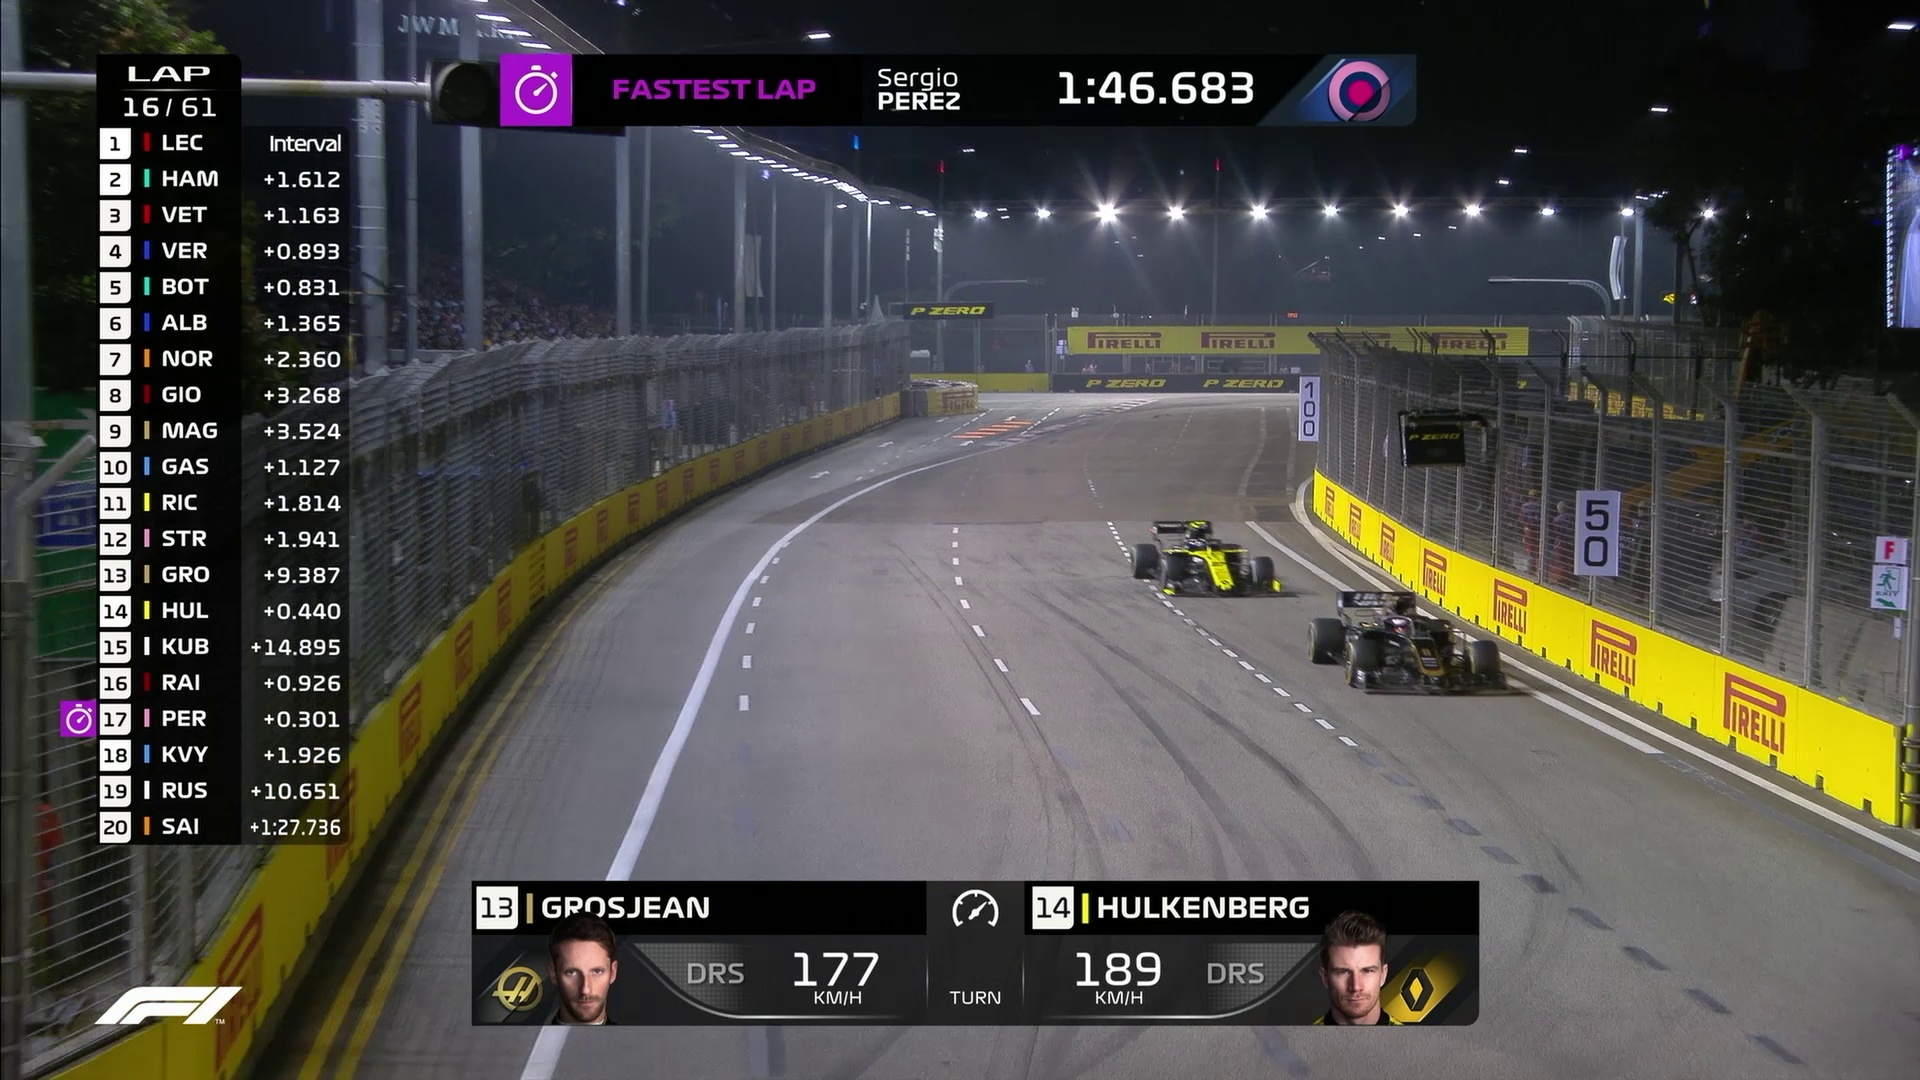 JWM
LAP
16/61
1 LEC Interval
2 HAM +1.612
3 VET +1.163
4 VER +0.893
5 BOT +0.831
6 ALB +1.365
7 NOR +2.360
8 GIO +3.268
9 MAG +3.524
10 GAS +1.127
11 RIC +1.814
12 STR +1.941
13 GRO +9.387
14 HUL +0.440
15 KUB +14.895
16 RAI +0.926
17 PER +0.301
18 KVY +1.926
19 RUS +10.651
20 SAI +1:27.736
FASTEST LAP
Sergio
PEREZ
1:46.683
P ZERO
PIRELLI PIRELLI PIRELLI
P ZERO P ZERO
100
P ZERO
50
F
EXIT
PIRELLI
PIRELLI
PIRELLI
PIRELLI
13 GROSJEAN
DRS
177
KM/H
TURN
14 HULKENBERG
189
KM/H
DRS
F1
TM